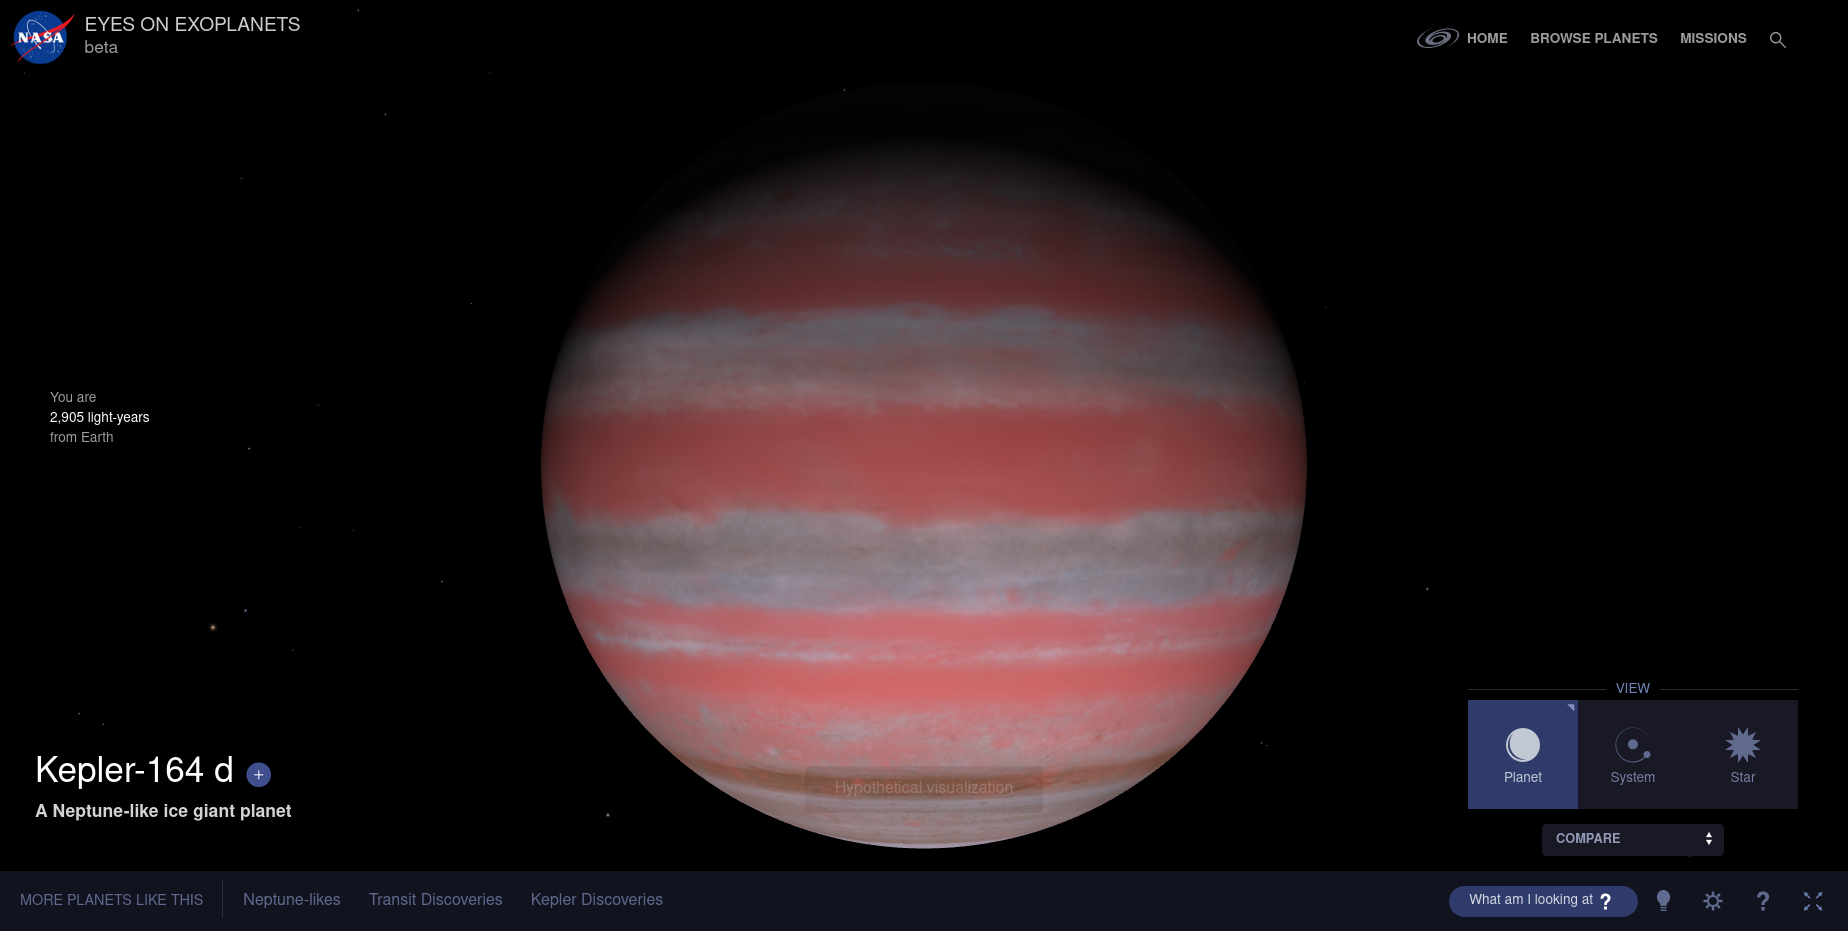 NASA
EYES ON EXOPLANETS
beta
HOME
BROWSE PLANETS
MISSIONS
You are
2,905 light-years
from Earth
Kepler-164 d +
A Neptune-like ice giant planet
Hypothetical visualization
VIEW
Planet
System
Star
COMPARE
MORE PLANETS LIKE THIS
Neptune-likes
Transit Discoveries
Kepler Discoveries
What am I looking at ?
?